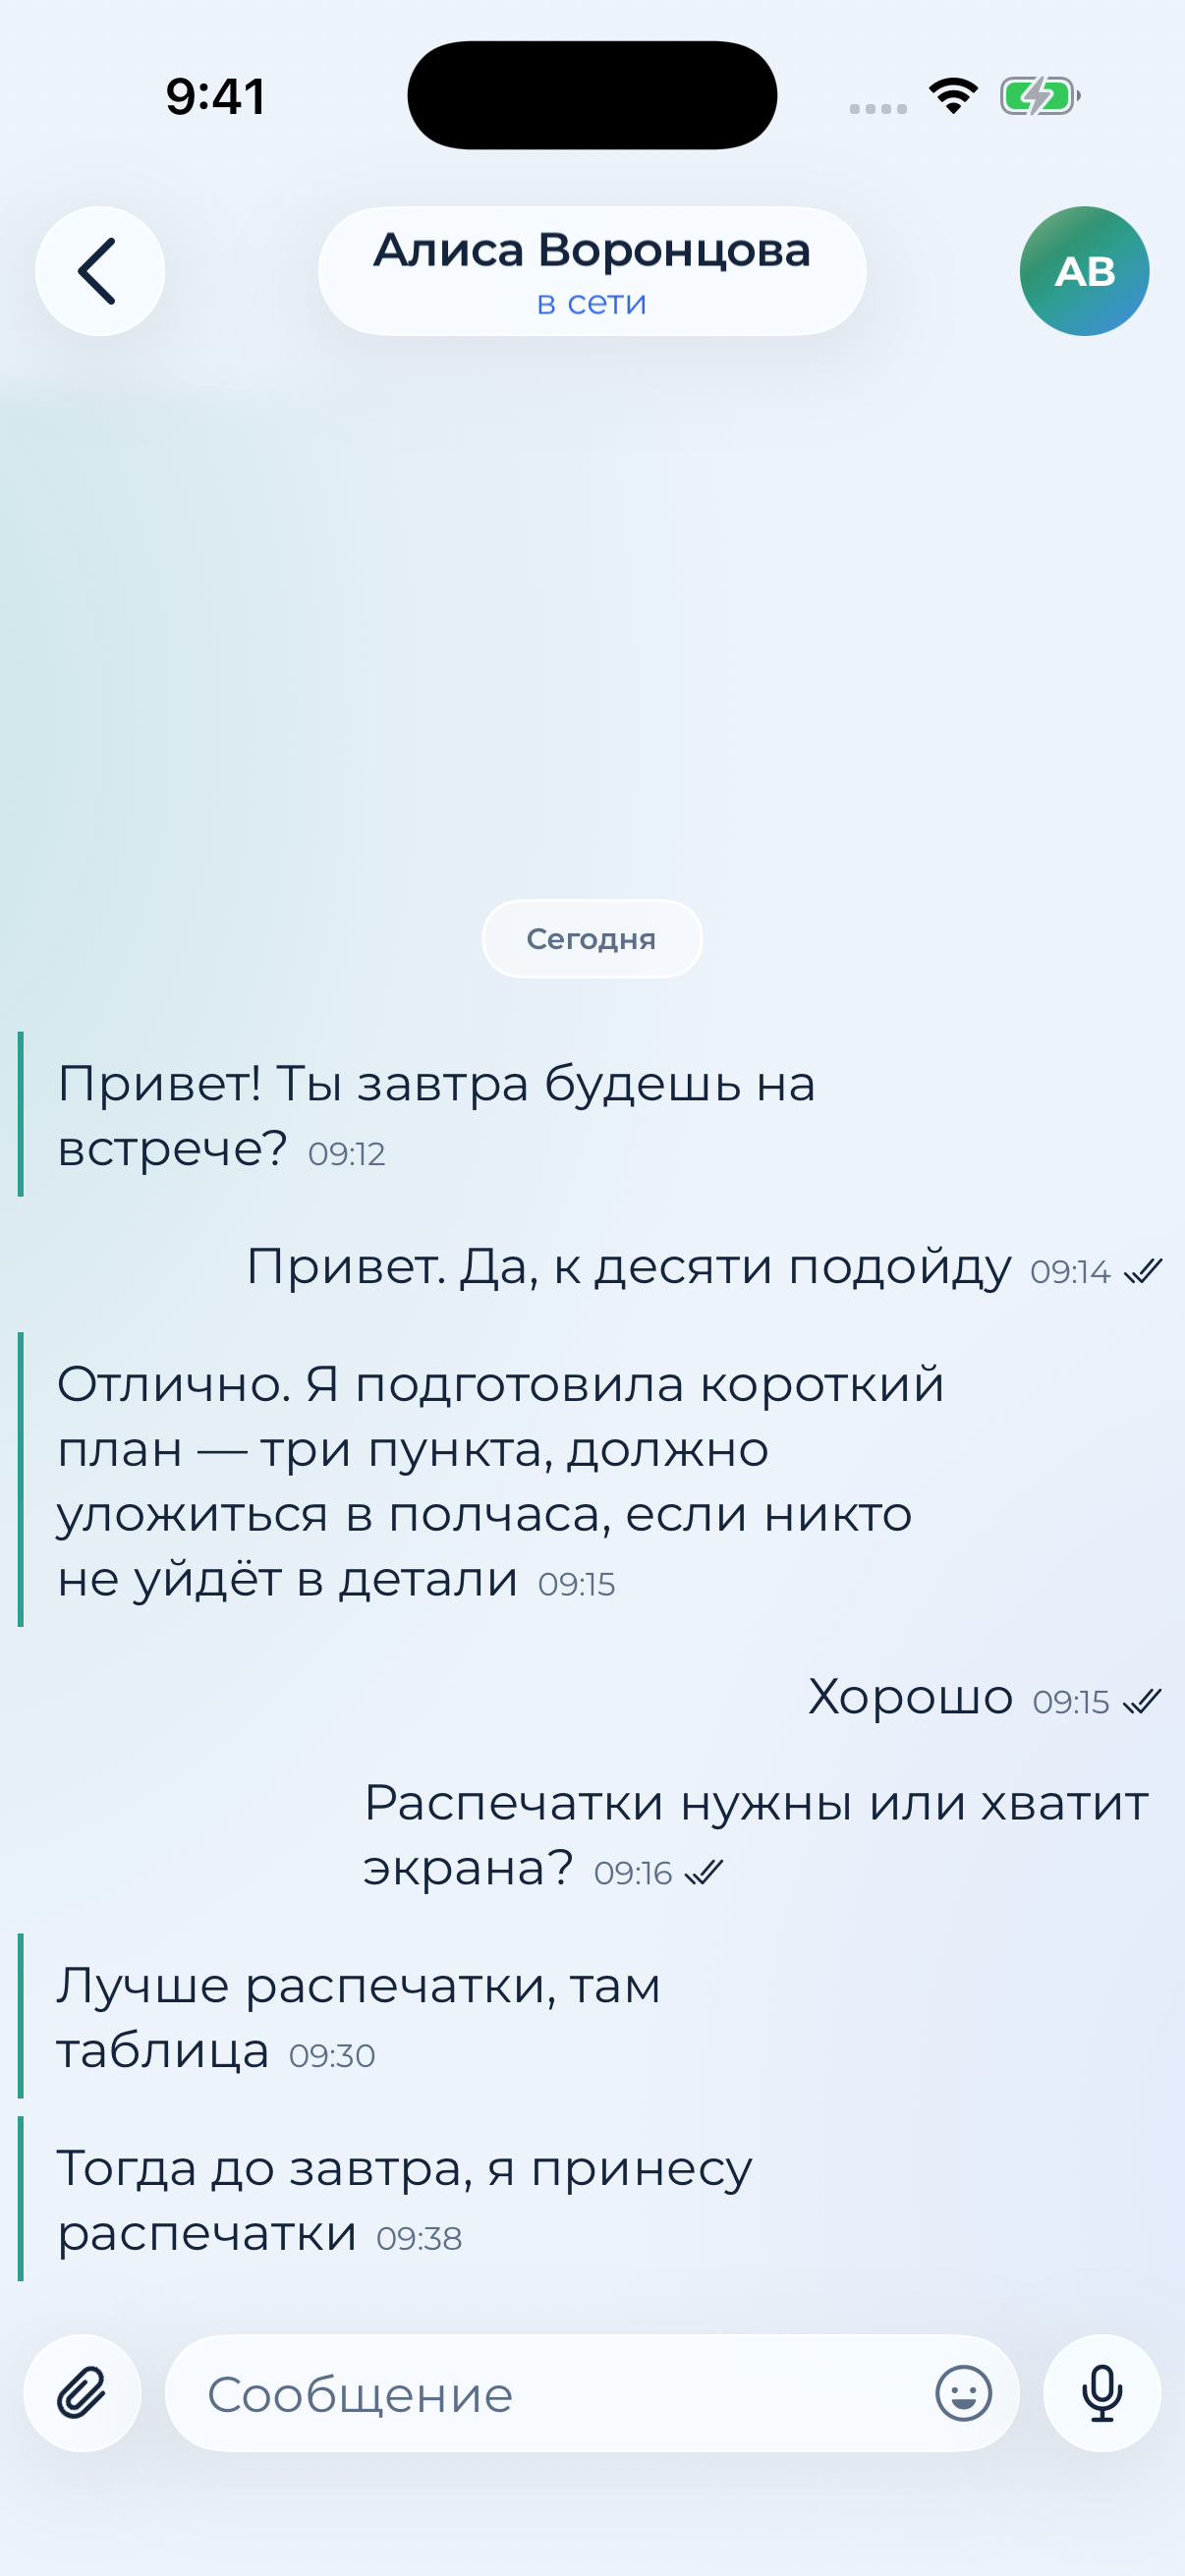 9:41
Алиса Воронцова
в сети
АВ
Сегодня
Привет! Ты завтра будешь на
встрече? 09:12
Привет. Да, к десяти подойду 09:14
Отлично. Я подготовила короткий
план — три пункта, должно
уложиться в полчаса, если никто
не уйдёт в детали 09:15
Хорошо 09:15
Распечатки нужны или хватит
экрана? 09:16
Лучше распечатки, там
таблица 09:30
Тогда до завтра, я принесу
распечатки 09:38
Сообщение